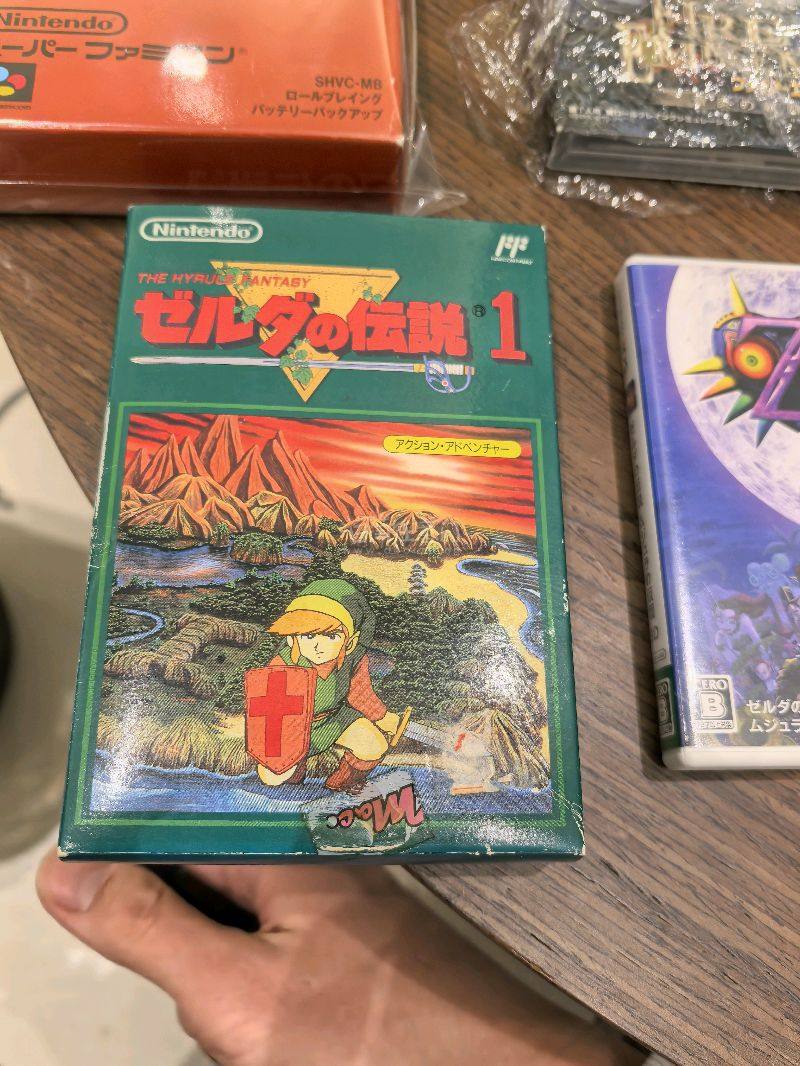 Nintendo
ーパーファミコン®
SHVC-MB
ロールプレイング
バッテリーバックアップ
Nintendo
THE HYRULE FANTASY
ゼルダの伝説® 1
アクション・アドベンチャー
Mac
B
ゼルダの
ムジュラ